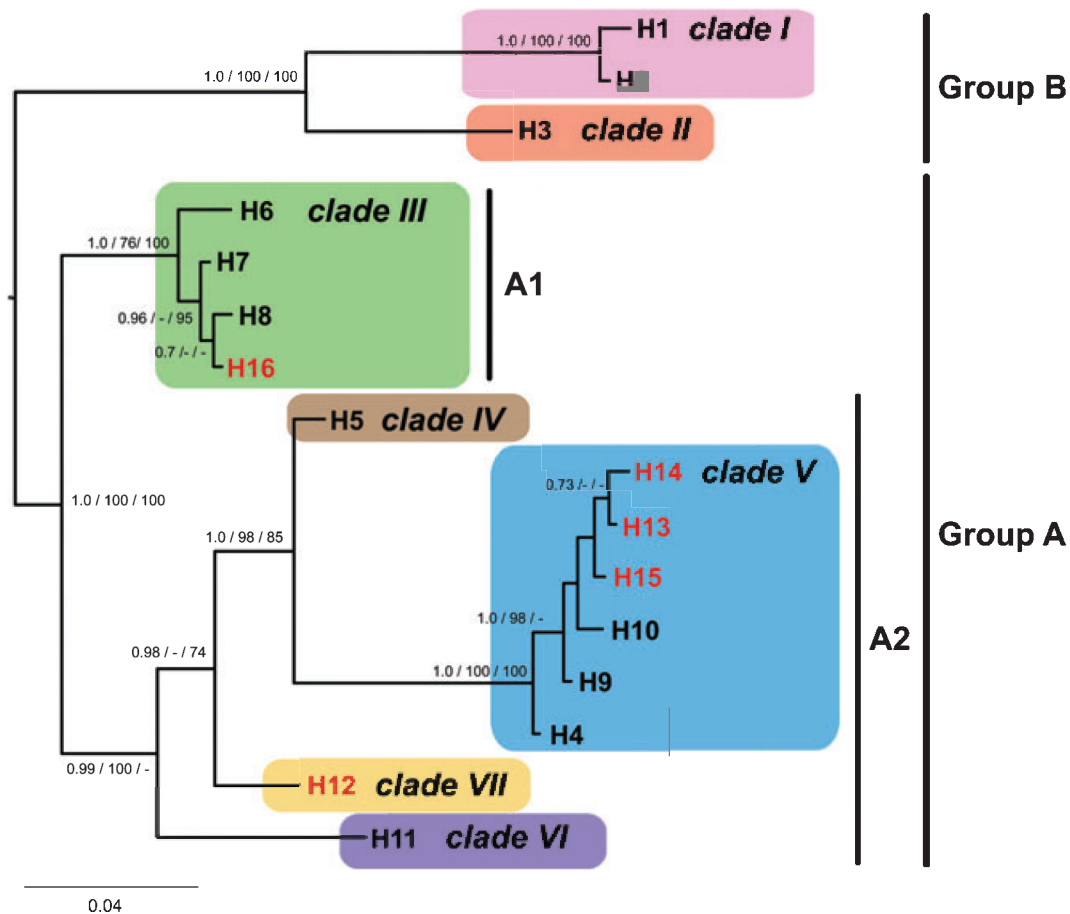 1.0 / 100 / 100
H1 clade I
1.0 / 100 / 100
H
Group B
H3 clade II
H6 clade III
1.0 / 76/ 100
H7
A1
0.96 / - / 95
H8
0.7 /- / -
H16
H5 clade IV
H14 clade V
0.73 /- / -
1.0 / 100 / 100
H13
Group A
1.0 / 98 / 85
H15
1.0 / 98 / -
H10
A2
0.98 / - / 74
1.0 / 100 / 100
H9
H4
0.99 / 100 / -
H12 clade VII
H11 clade VI
0.04